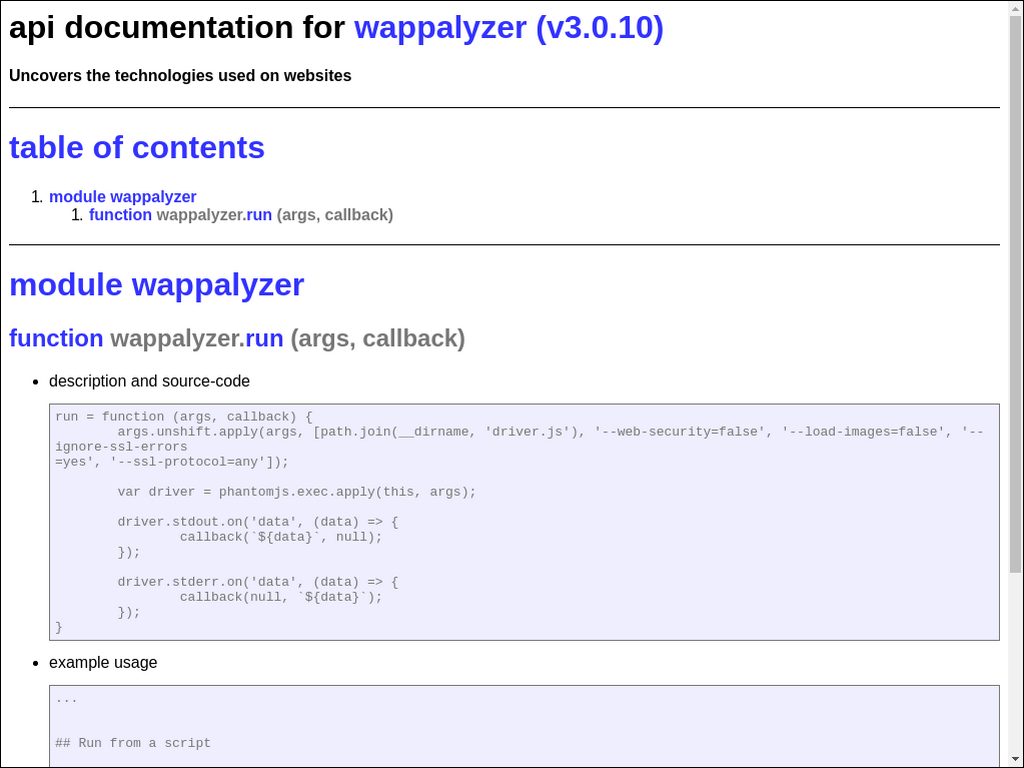 api documentation for wappalyzer (v3.0.10)
Uncovers the technologies used on websites
table of contents
1. module wappalyzer
1. function wappalyzer.run (args, callback)
module wappalyzer
function wappalyzer.run (args, callback)
• description and source-code
run = function (args, callback) {
        args.unshift.apply(args, [path.join(__dirname, 'driver.js'), '--web-security=false', '--load-images=false', '--
ignore-ssl-errors
=yes', '--ssl-protocol=any']);
        var driver = phantomjs.exec.apply(this, args);
        driver.stdout.on('data', (data) => {
                callback(`${data}`, null);
        });
        driver.stderr.on('data', (data) => {
                callback(null, `${data}`);
        });
}
• example usage
...
## Run from a script